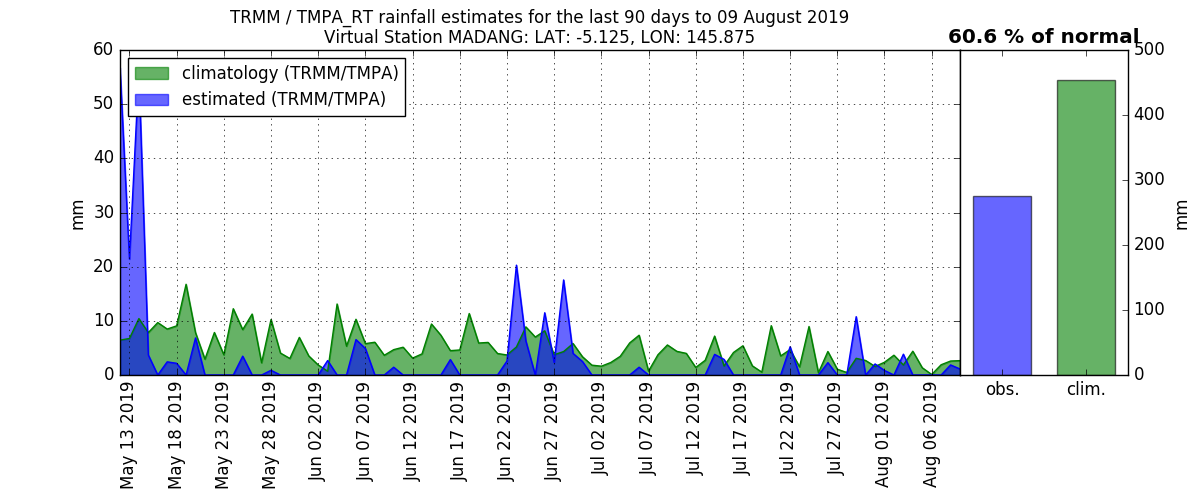 TRMM / TMPA_RT rainfall estimates for the last 90 days to 09 August 2019
Virtual Station MADANG: LAT: -5.125, LON: 145.875
60.6 % of normal
climatology (TRMM/TMPA)
estimated (TRMM/TMPA)
60
50
40
30
20
10
0
mm
May 13 2019
May 18 2019
May 23 2019
May 28 2019
Jun 02 2019
Jun 07 2019
Jun 12 2019
Jun 17 2019
Jun 22 2019
Jun 27 2019
Jul 02 2019
Jul 07 2019
Jul 12 2019
Jul 17 2019
Jul 22 2019
Jul 27 2019
Aug 01 2019
Aug 06 2019
obs.
clim.
500
400
300
200
100
0
mm